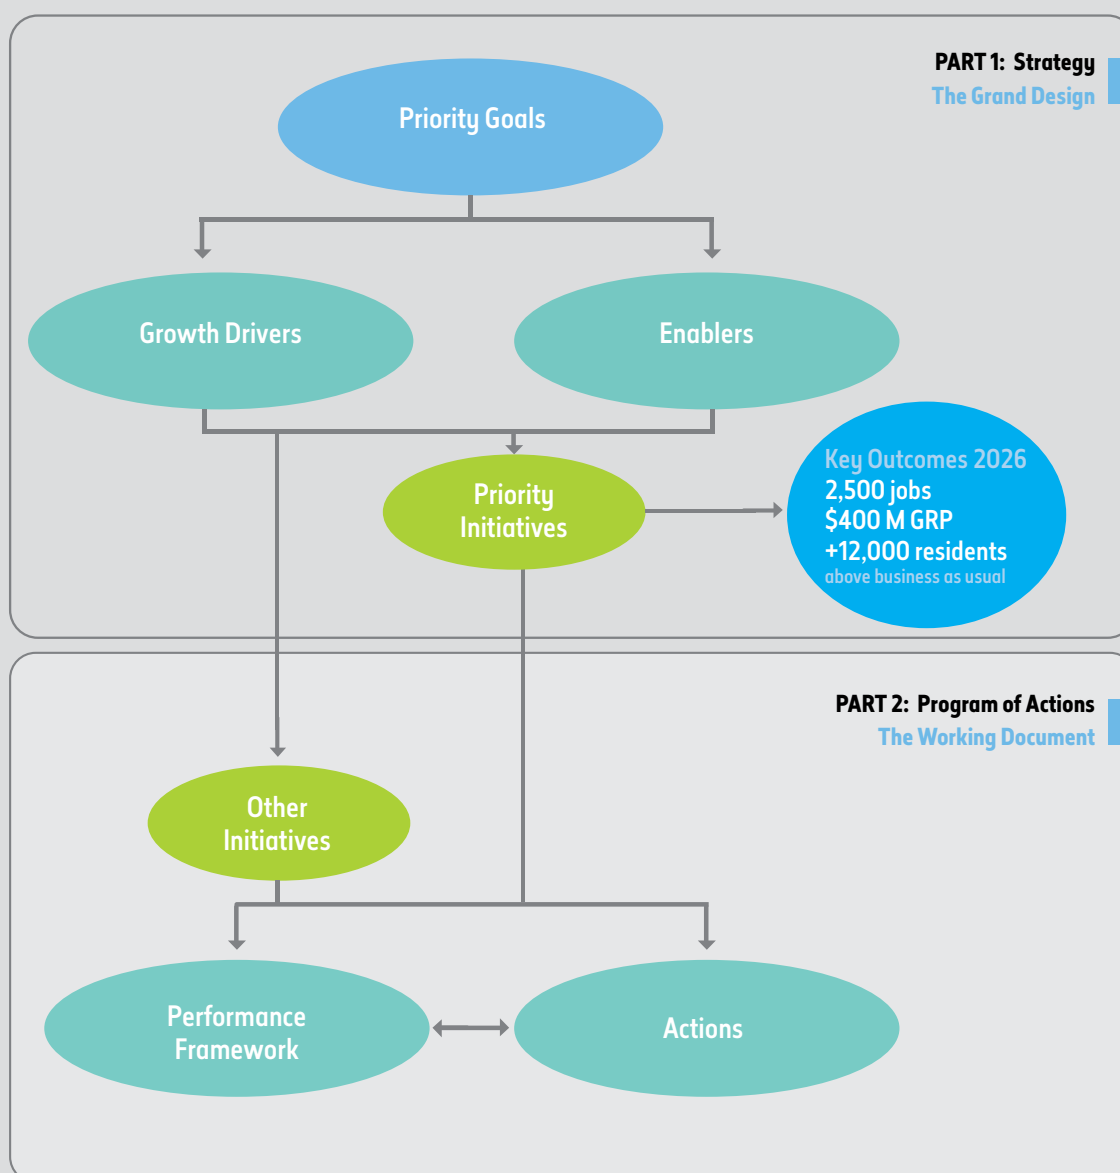 PART 1: Strategy
The Grand Design
Priority Goals
Growth Drivers
Enablers
Priority
Initiatives
Key Outcomes 2026
2,500 jobs
$400 M GRP
+12,000 residents
above business as usual
PART 2: Program of Actions
The Working Document
Other
Initiatives
Performance
Framework
Actions